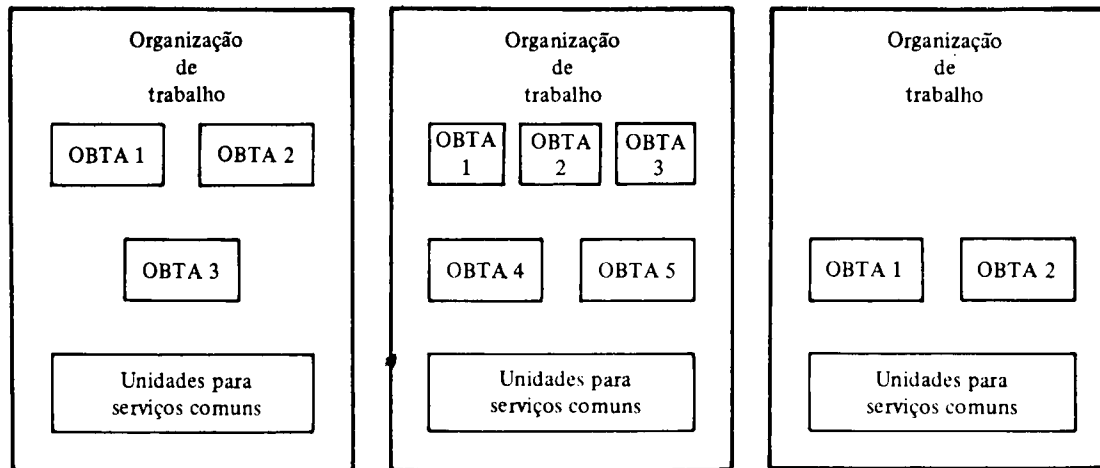 Organização
de
trabalho
OBTA 1
OBTA 2
OBTA 3
Unidades para
serviços comuns
Organização
de
trabalho
OBTA
1
OBTA
2
OBTA
3
OBTA 4
OBTA 5
Unidades para
serviços comuns
Organização
de
trabalho
OBTA 1
OBTA 2
Unidades para
serviços comuns